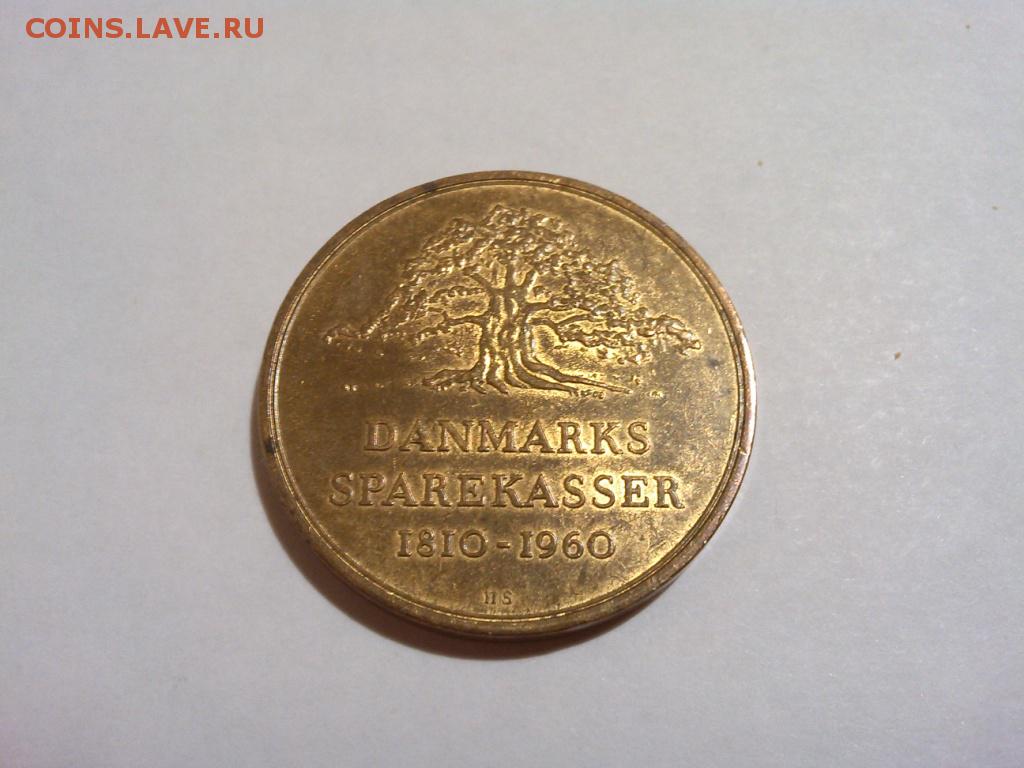 COINS.LAVE.RU
DANMARKS
SPAREKASSER
1810-1960
HS